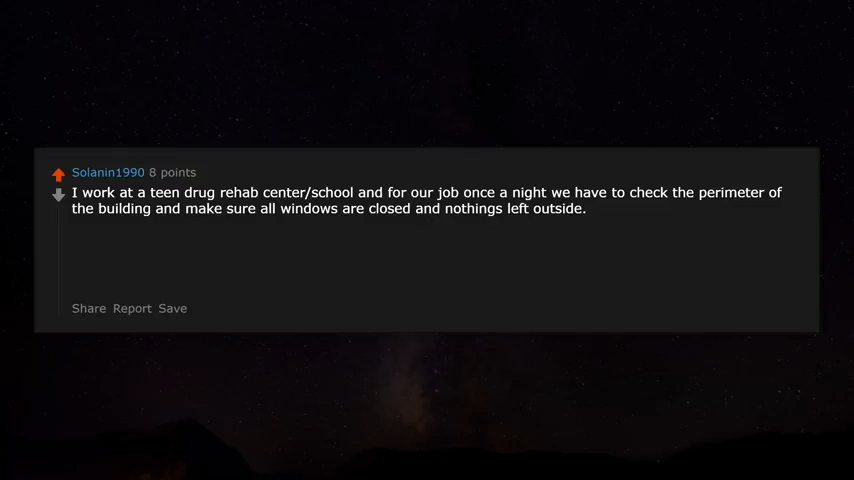 Solanin1990 8 points
I work at a teen drug rehab center/school and for our job once a night we have to check the perimeter of
the building and make sure all windows are closed and nothings left outside.
Share Report Save